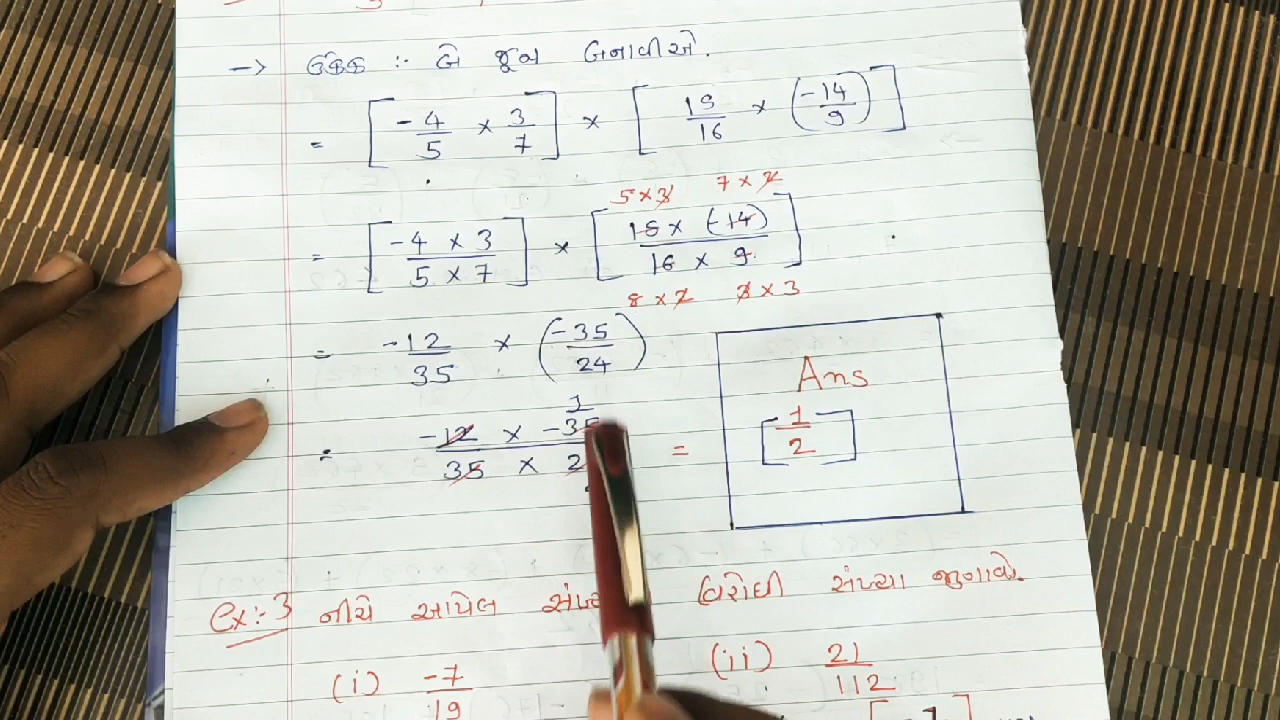 → ઉકેલ :- બે જૂથ બનાવીએ.
= [-4/5 × 3/7] × [15/16 × (-14/9)]
5×3 7×2
= [-4 × 3 / 5 × 7] × [15 × (-14) / 16 × 9]
8×2 3×3
= -12/35 × (-35/24)
1
= -12 × -35 / 35 × 2 =
Ans
1/2
Ex:-3 નીચે આપેલ વિરોધી સંખ્યા જણાવો.
(i) -7/19 (ii) 21/112